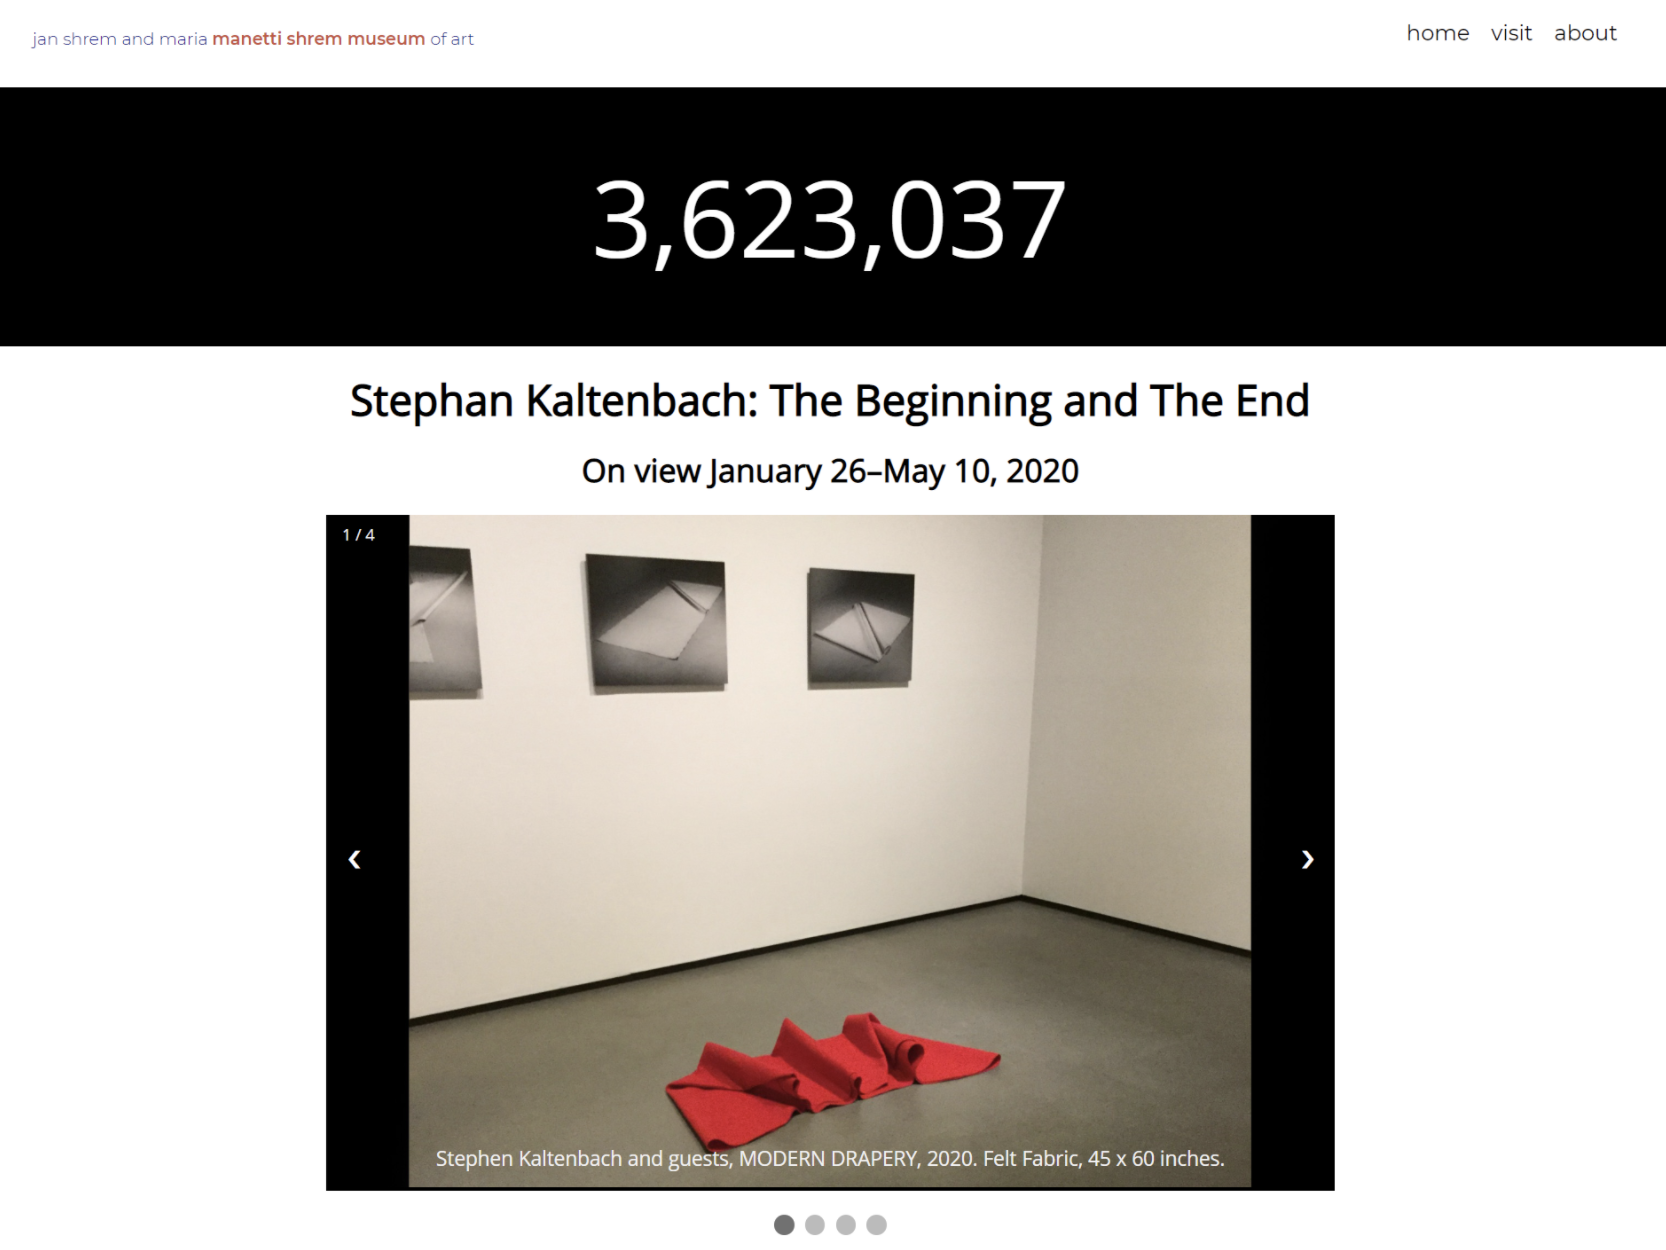 jan shrem and maria manetti shrem museum of art
home visit about
3,623,037
Stephan Kaltenbach: The Beginning and The End
On view January 26–May 10, 2020
1 / 4
❮ ❯
Stephen Kaltenbach and guests, MODERN DRAPERY, 2020. Felt Fabric, 45 x 60 inches.